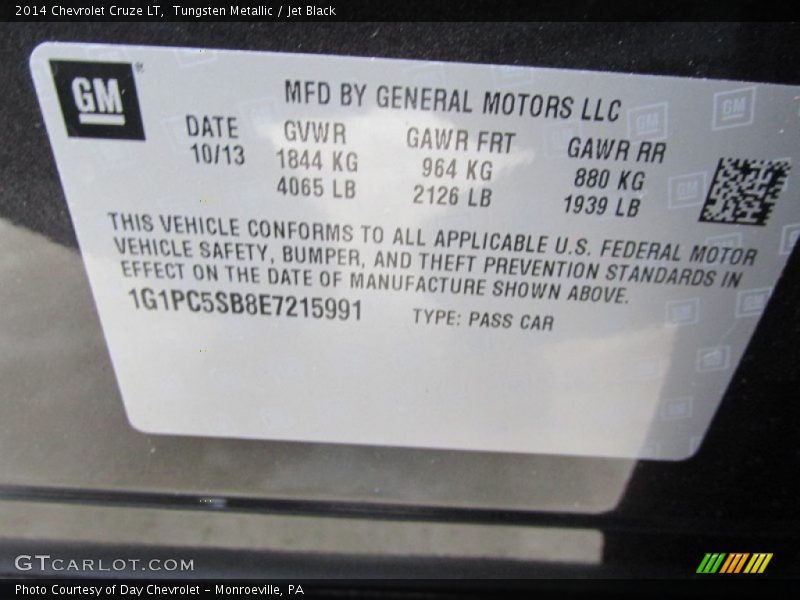 2014 Chevrolet Cruze LT, Tungsten Metallic / Jet Black
GM
MFD BY GENERAL MOTORS LLC
DATE GVWR GAWR FRT GAWR RR
10/13 1844 KG 964 KG 880 KG
4065 LB 2126 LB 1939 LB
THIS VEHICLE CONFORMS TO ALL APPLICABLE U.S. FEDERAL MOTOR
VEHICLE SAFETY, BUMPER, AND THEFT PREVENTION STANDARDS IN
EFFECT ON THE DATE OF MANUFACTURE SHOWN ABOVE.
1G1PC5SB8E7215991 TYPE: PASS CAR
GTCARLOT.COM
Photo Courtesy of Day Chevrolet - Monroeville, PA